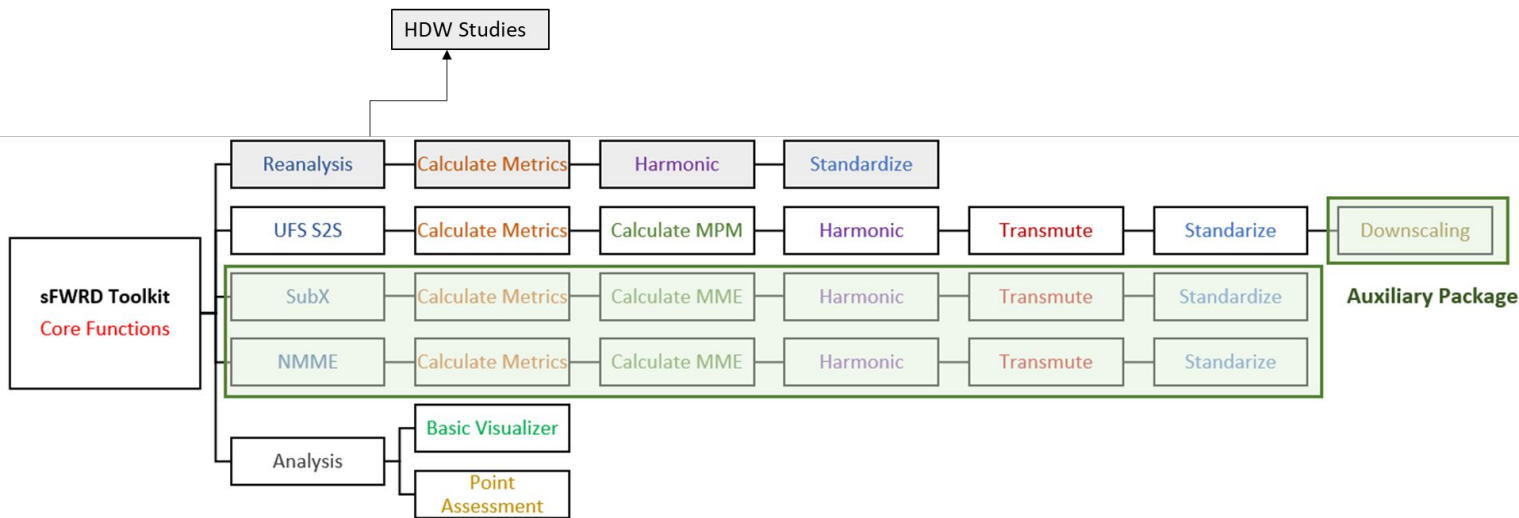 HDW Studies
Reanalysis
Calculate Metrics
Harmonic
Standardize
UFS S2S
Calculate Metrics
Calculate MPM
Harmonic
Transmute
Standarize
Downscaling
sFWRD Toolkit
Core Functions
SubX
Calculate Metrics
Calculate MME
Harmonic
Transmute
Standardize
Auxiliary Package
NMME
Calculate Metrics
Calculate MME
Harmonic
Transmute
Standarize
Analysis
Basic Visualizer
Point
Assessment